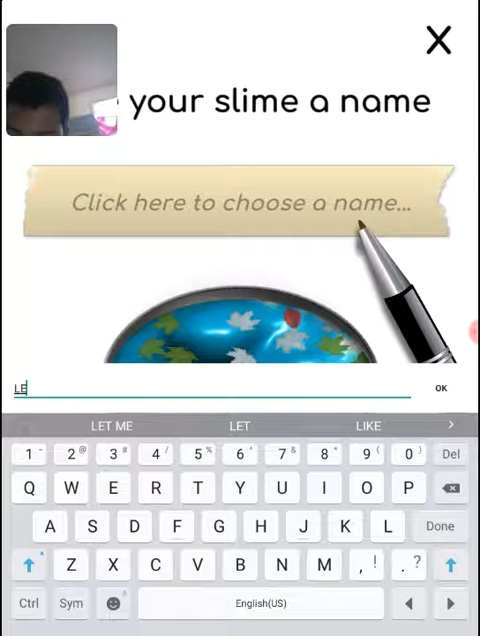 your slime a name
Click here to choose a name...
LE
OK
LET ME LET LIKE >
1 - 2 @ 3 # 4 / 5 % 6 ^ 7 & 8 * 9 ( 0 ) Del
Q W E R T Y U I O P
A S D F G H J K L Done
Z X C V B N M , ! . ?
Ctrl Sym English(US)